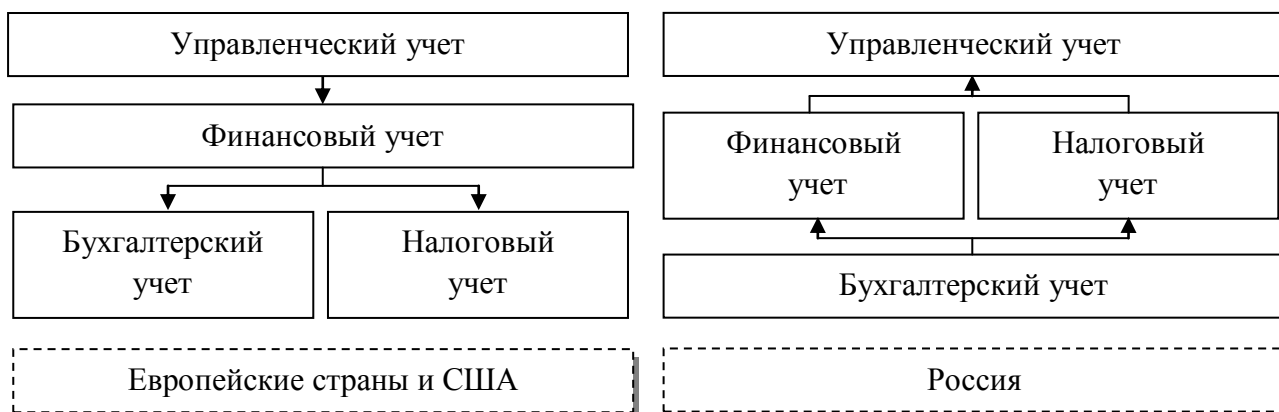 Управленческий учет
Финансовый учет
Бухгалтерский
учет
Налоговый
учет
Европейские страны и США
Управленческий учет
Финансовый
учет
Налоговый
учет
Бухгалтерский учет
Россия